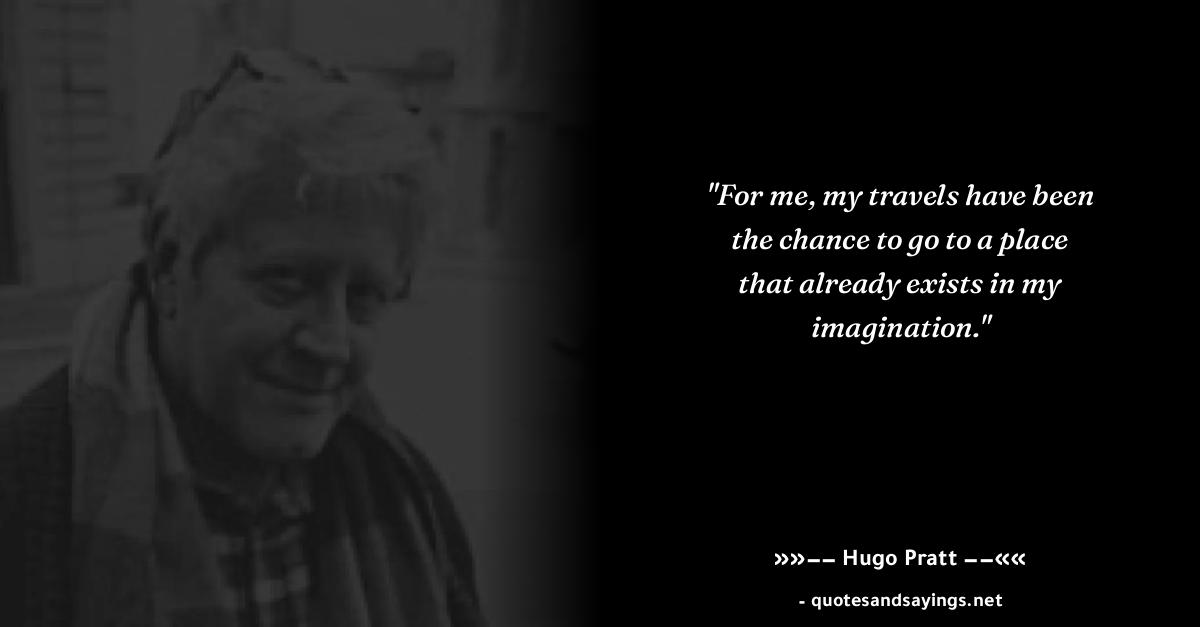 "For me, my travels have been
the chance to go to a place
that already exists in my
imagination."
»»–– Hugo Pratt ––««
- quotesandsayings.net